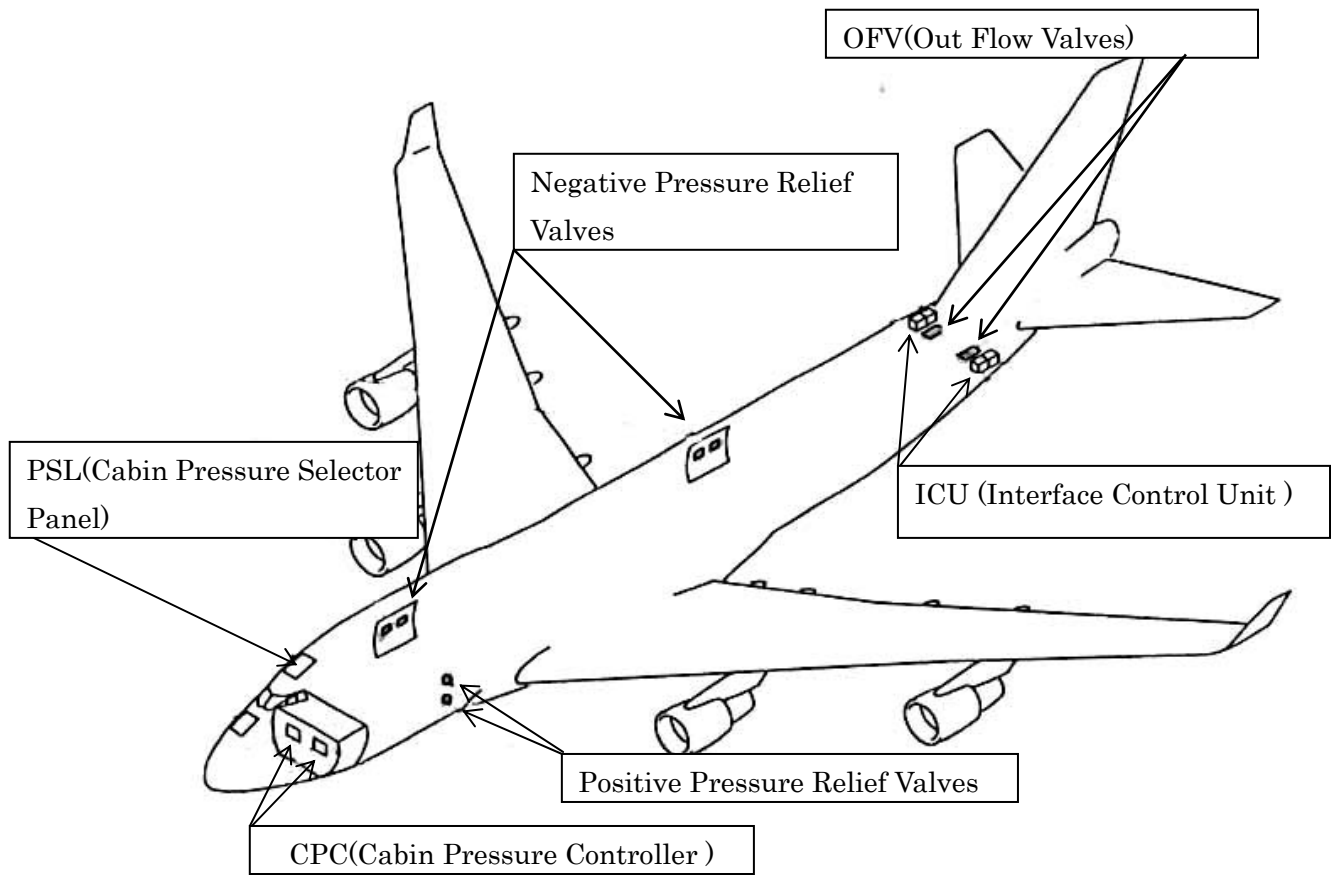 OFV(Out Flow Valves)
Negative Pressure Relief
Valves
PSL(Cabin Pressure Selector
Panel)
ICU (Interface Control Unit )
Positive Pressure Relief Valves
CPC(Cabin Pressure Controller )